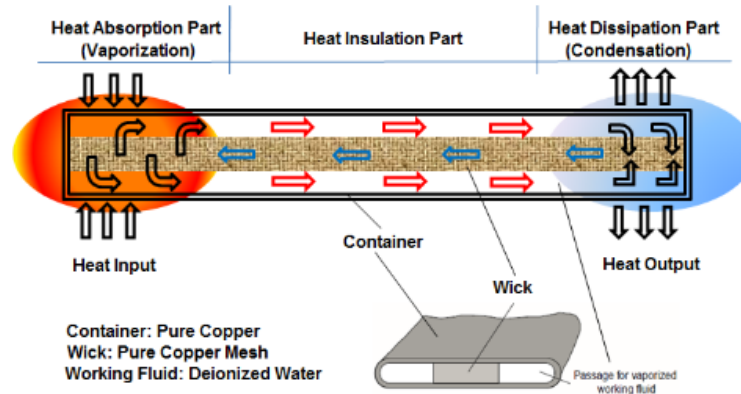 Heat Absorption Part
(Vaporization)
Heat Insulation Part
Heat Dissipation Part
(Condensation)
Heat Input
Container
Wick
Heat Output
Container: Pure Copper
Wick: Pure Copper Mesh
Working Fluid: Deionized Water
Passage for vaporized
working fluid